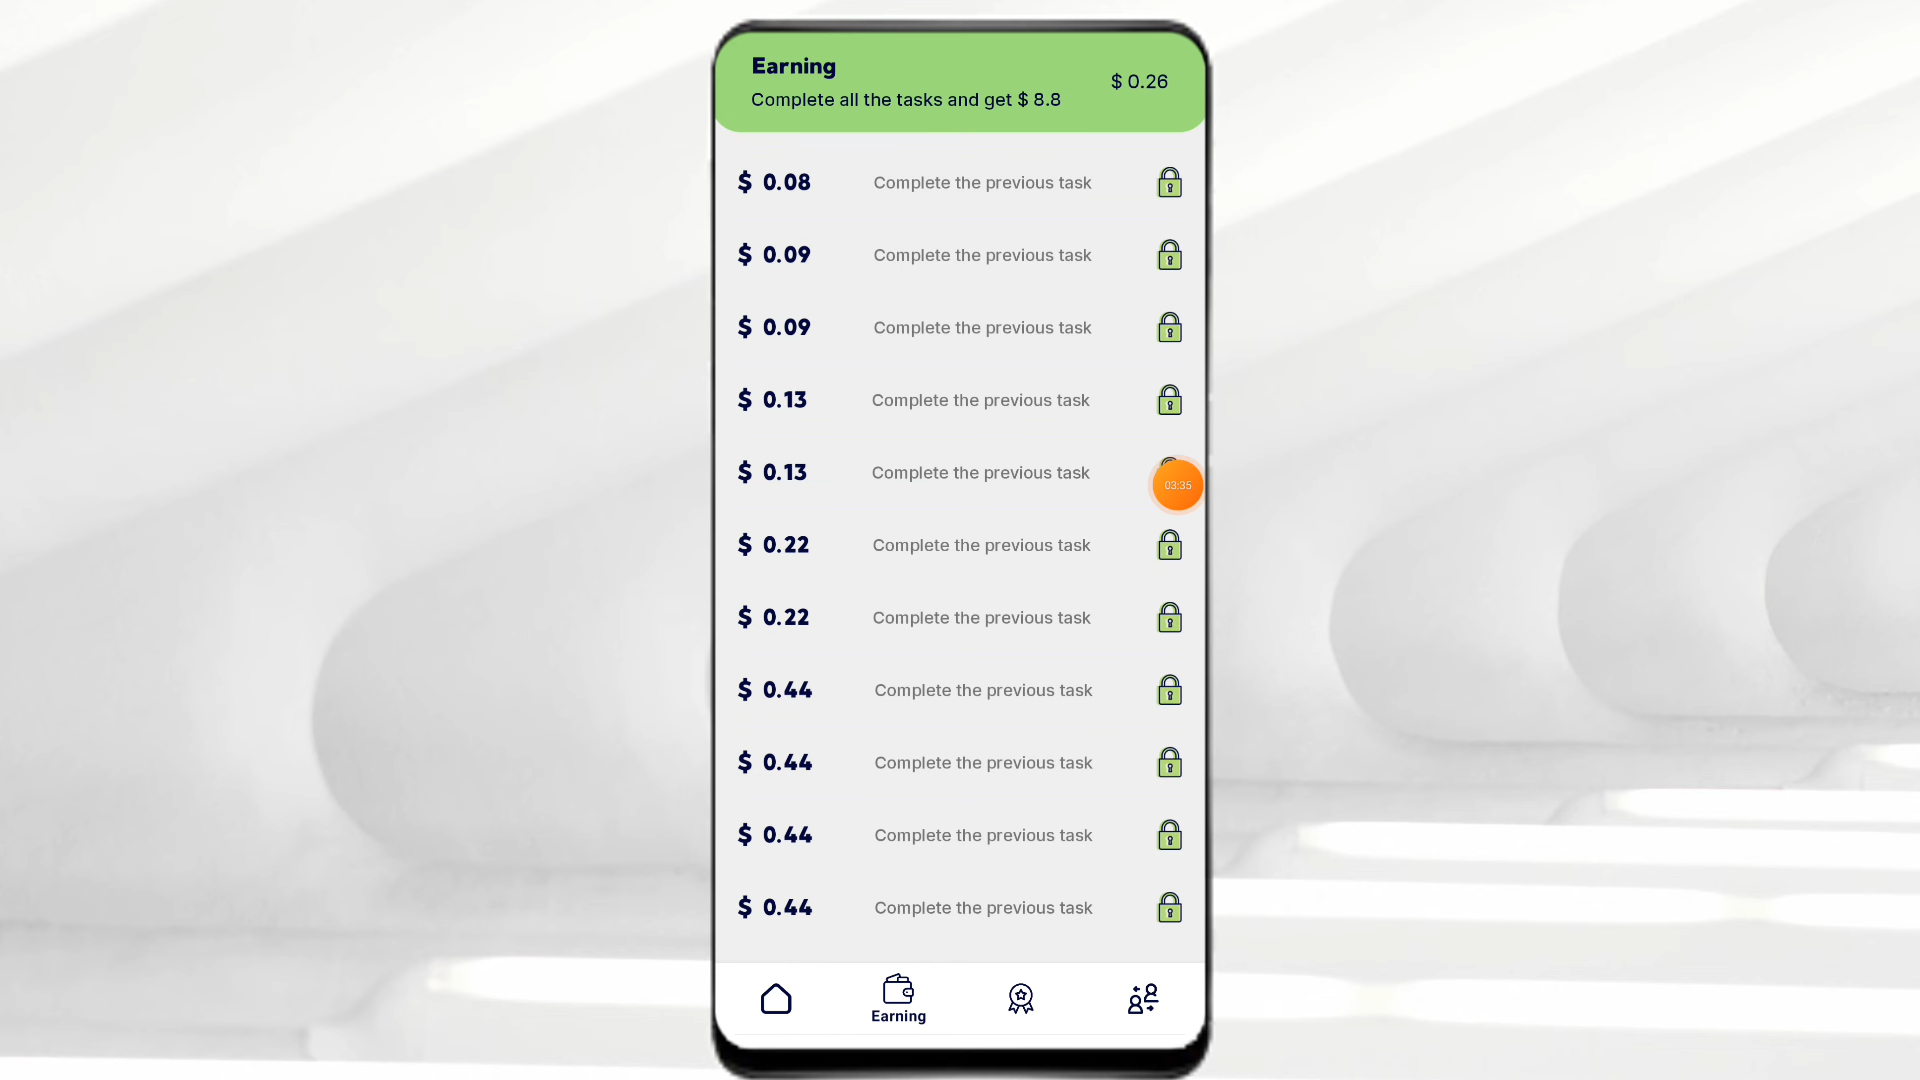 Earning
$ 0.26
Complete all the tasks and get $ 8.8
$ 0.08 Complete the previous task
$ 0.09 Complete the previous task
$ 0.09 Complete the previous task
$ 0.13 Complete the previous task
$ 0.13 Complete the previous task
03:35
$ 0.22 Complete the previous task
$ 0.22 Complete the previous task
$ 0.44 Complete the previous task
$ 0.44 Complete the previous task
$ 0.44 Complete the previous task
$ 0.44 Complete the previous task
Earning